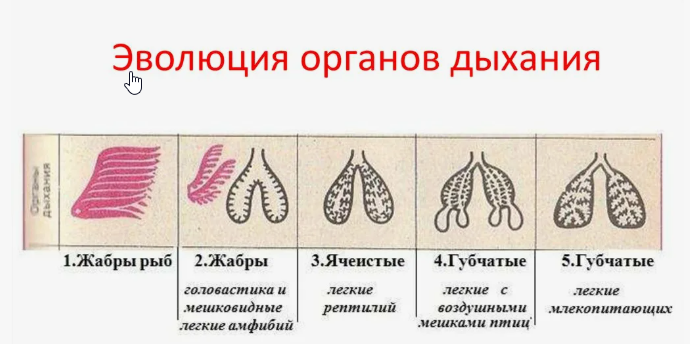 Эволюция органов дыхания
Органы
дыхания
1.Жабры рыб
2.Жабры
головастика и
мешковидные
легкие амфибий
3.Ячеистые
легкие
рептилий
4.Губчатые
легкие с
воздушными
мешками птиц
5.Губчатые
легкие
млекопитающих